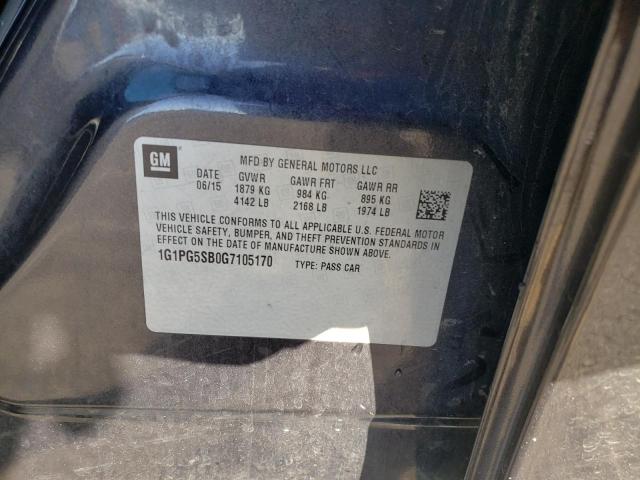 GM
MFD BY GENERAL MOTORS LLC
DATE GVWR GAWR FRT GAWR RR
06/15 1879 KG 984 KG 895 KG
4142 LB 2168 LB 1974 LB
THIS VEHICLE CONFORMS TO ALL APPLICABLE U.S. FEDERAL MOTOR
VEHICLE SAFETY, BUMPER, AND THEFT PREVENTION STANDARDS IN
EFFECT ON THE DATE OF MANUFACTURE SHOWN ABOVE.
1G1PG5SB0G7105170 TYPE: PASS CAR